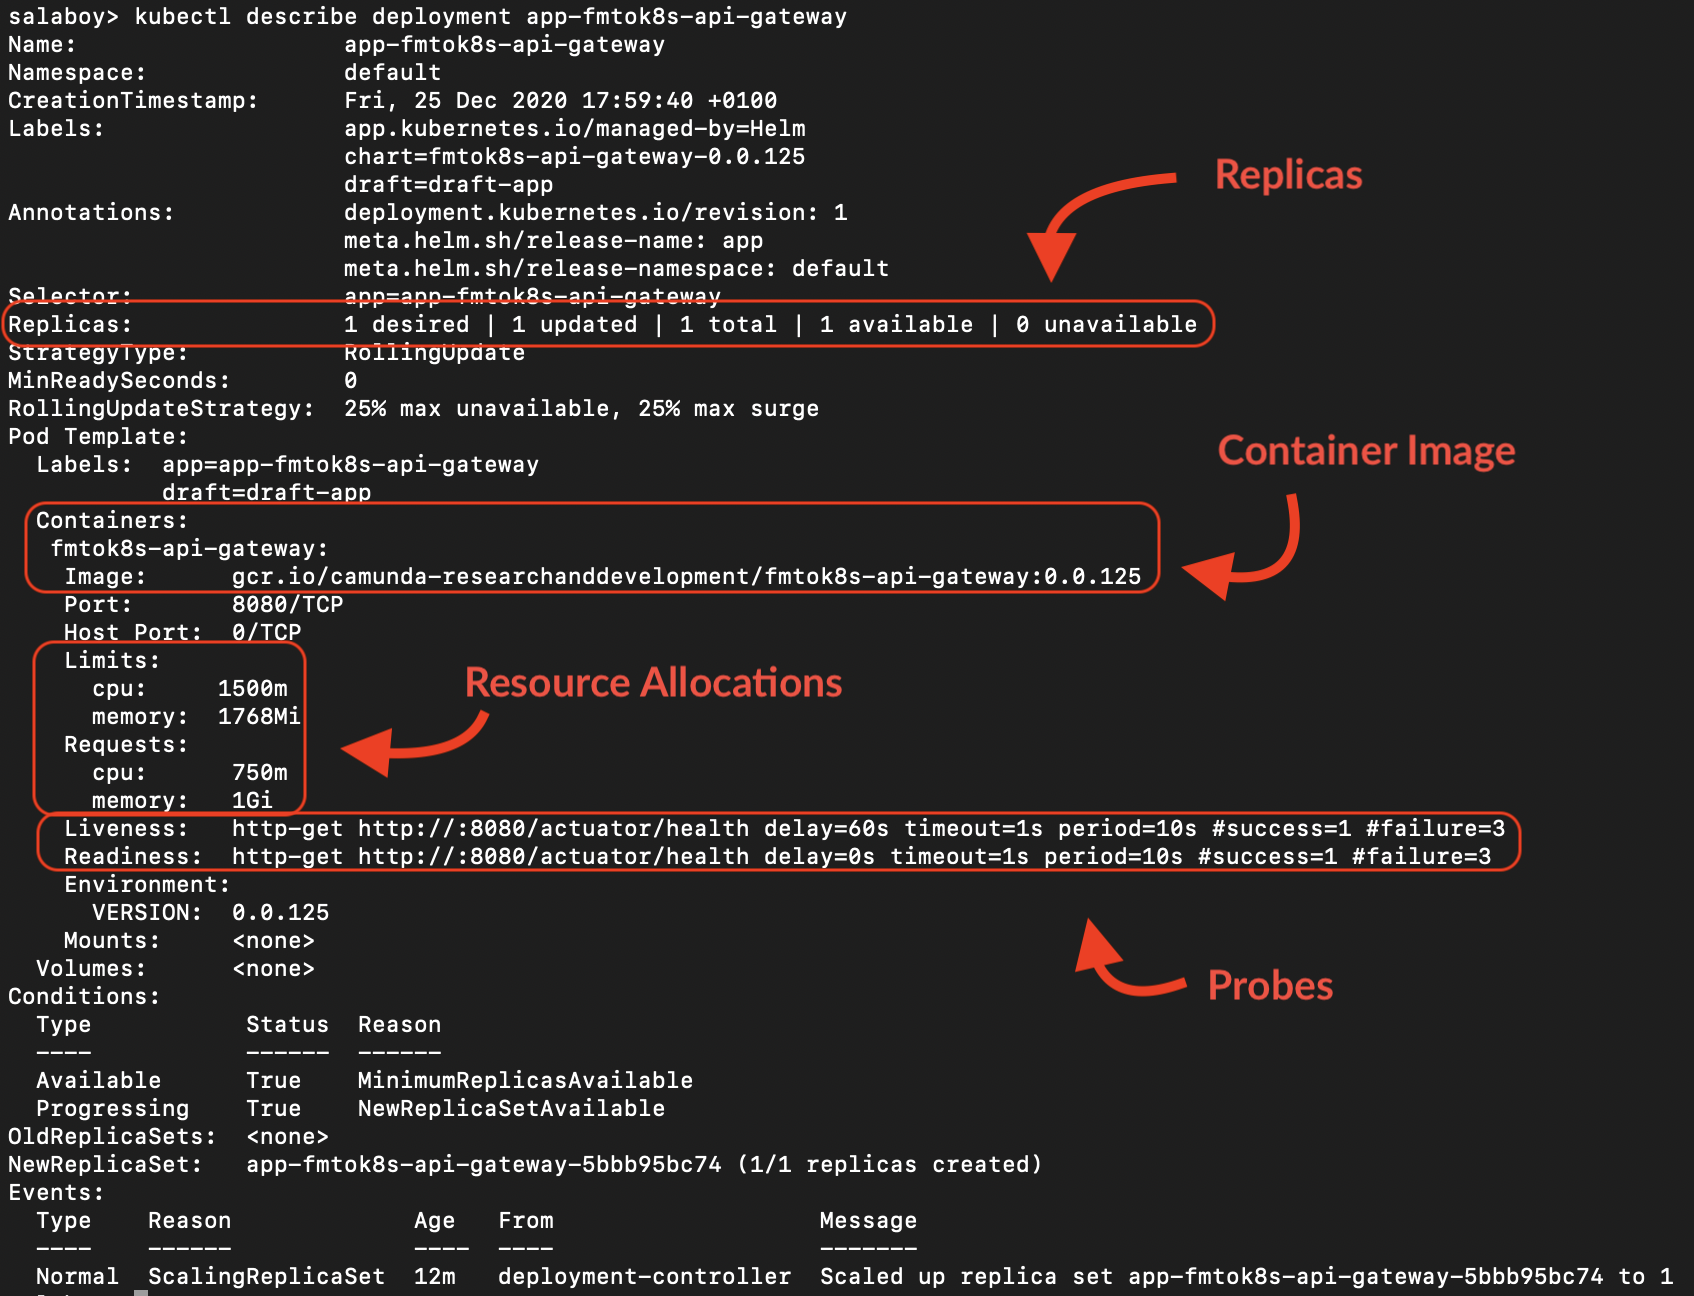 salaboy> kubectl describe deployment app-fmtok8s-api-gateway
Name:                   app-fmtok8s-api-gateway
Namespace:              default
CreationTimestamp:      Fri, 25 Dec 2020 17:59:40 +0100
Labels:                 app.kubernetes.io/managed-by=Helm
                        chart=fmtok8s-api-gateway-0.0.125
                        draft=draft-app
Replicas
Annotations:            deployment.kubernetes.io/revision: 1
                        meta.helm.sh/release-name: app
                        meta.helm.sh/release-namespace: default
Selector:               app=app-fmtok8s-api-gateway
Replicas:               1 desired | 1 updated | 1 total | 1 available | 0 unavailable
StrategyType:           RollingUpdate
MinReadySeconds:        0
RollingUpdateStrategy:  25% max unavailable, 25% max surge
Pod Template:
  Labels:  app=app-fmtok8s-api-gateway
           draft=draft-app
Container Image
  Containers:
   fmtok8s-api-gateway:
    Image:      gcr.io/camunda-researchanddevelopment/fmtok8s-api-gateway:0.0.125
    Port:       8080/TCP
    Host Port:  0/TCP
    Limits:
      cpu:     1500m
      memory:  1768Mi
Resource Allocations
    Requests:
      cpu:      750m
      memory:   1Gi
    Liveness:   http-get http://:8080/actuator/health delay=60s timeout=1s period=10s #success=1 #failure=3
    Readiness:  http-get http://:8080/actuator/health delay=0s timeout=1s period=10s #success=1 #failure=3
    Environment:
      VERSION:  0.0.125
    Mounts:     <none>
  Volumes:      <none>
Probes
Conditions:
  Type           Status  Reason
  ----           ------  ------
  Available      True    MinimumReplicasAvailable
  Progressing    True    NewReplicaSetAvailable
OldReplicaSets:  <none>
NewReplicaSet:   app-fmtok8s-api-gateway-5bbb95bc74 (1/1 replicas created)
Events:
  Type    Reason             Age   From                   Message
  ----    ------             ----  ----                   -------
  Normal  ScalingReplicaSet  12m   deployment-controller  Scaled up replica set app-fmtok8s-api-gateway-5bbb95bc74 to 1